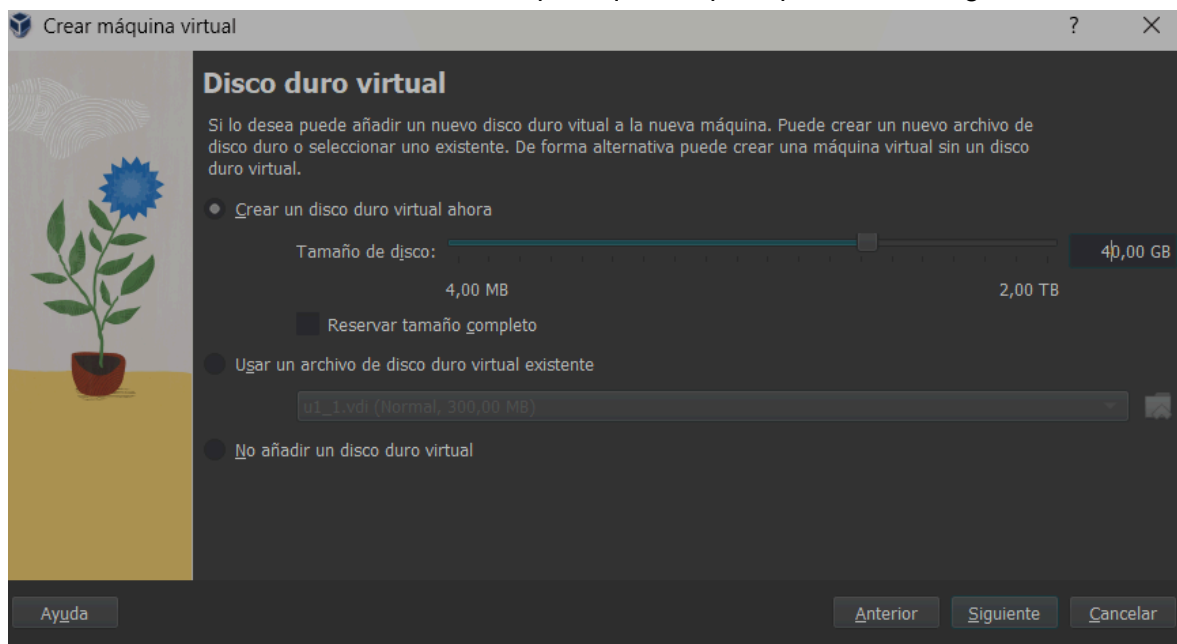 Crear máquina virtual
?
Disco duro virtual
Si lo desea puede añadir un nuevo disco duro vitual a la nueva máquina. Puede crear un nuevo archivo de
disco duro o seleccionar uno existente. De forma alternativa puede crear una máquina virtual sin un disco
duro virtual.
Crear un disco duro virtual ahora
Tamaño de disco: 40,00 GB
4,00 MB 2,00 TB
Reservar tamaño completo
Usar un archivo de disco duro virtual existente
u1_1.vdi (Normal, 300,00 MB)
No añadir un disco duro virtual
Ayuda Anterior Siguiente Cancelar